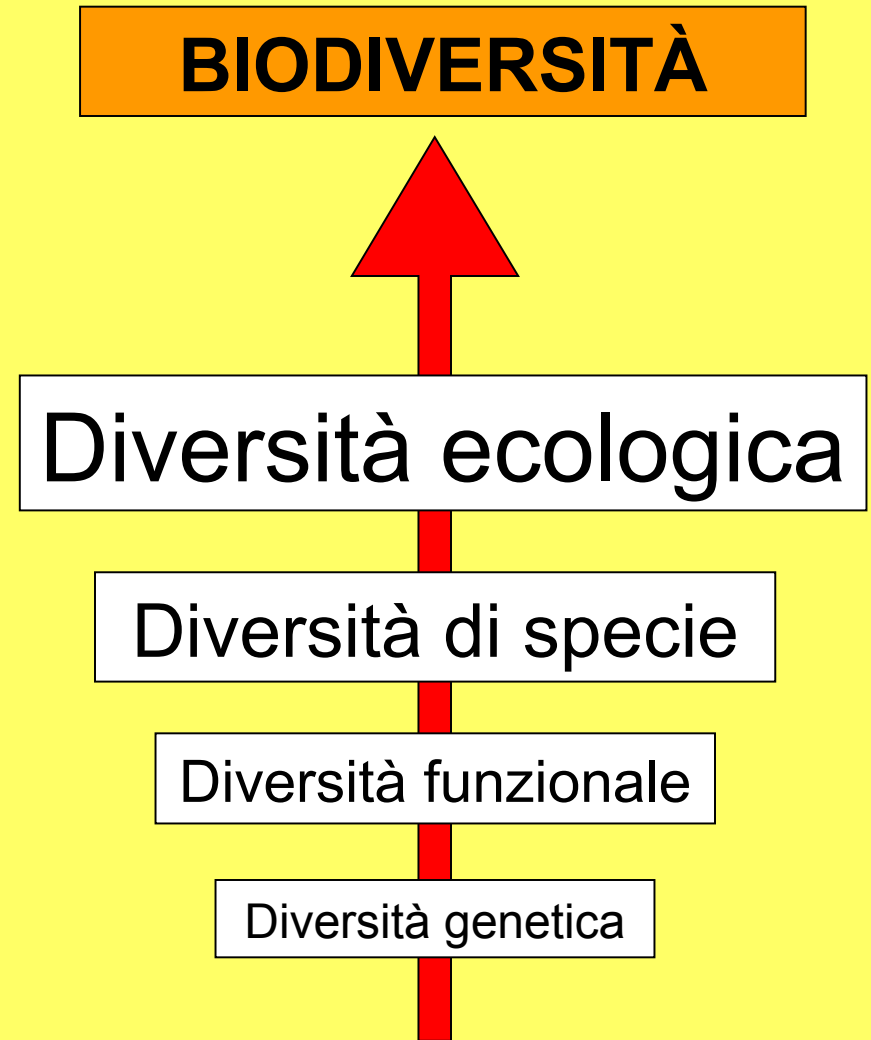 BIODIVERSITÀ
Diversità ecologica
Diversità di specie
Diversità funzionale
Diversità genetica